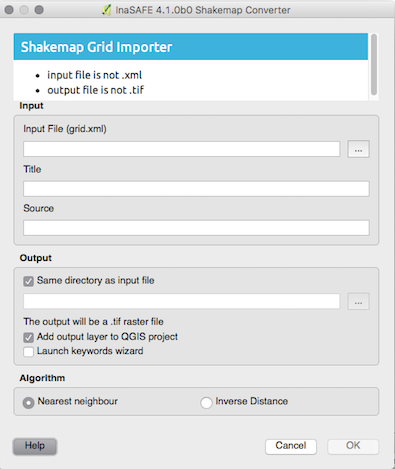 InaSAFE 4.1.0b0 Shakemap Converter
Shakemap Grid Importer
• input file is not .xml
• output file is not .tif
Input
Input File (grid.xml)
...
Title
Source
Output
Same directory as input file
...
The output will be a .tif raster file
Add output layer to QGIS project
Launch keywords wizard
Algorithm
Nearest neighbour Inverse Distance
Help Cancel OK